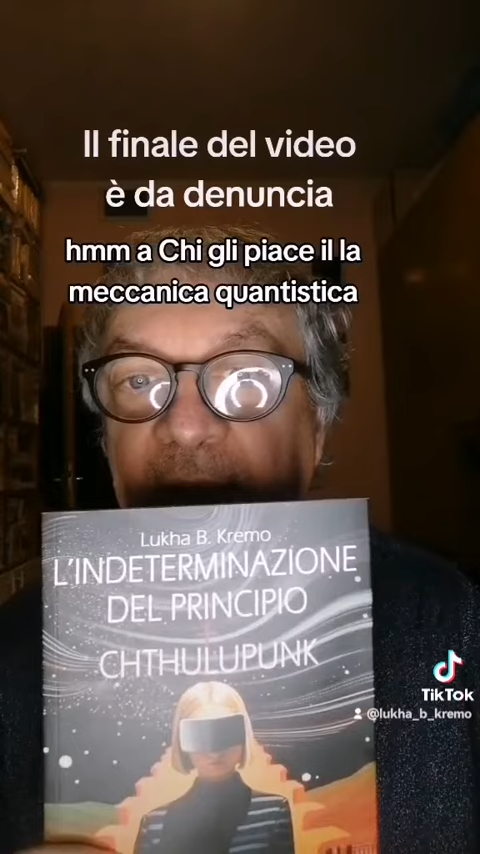 Il finale del video
è da denuncia
hmm a Chi gli piace il la
meccanica quantistica
Lukha B. Kremo
L'INDETERMINAZIONE
DEL PRINCIPIO
CHTHULUPUNK
TikTok
@lukha_b_kremo